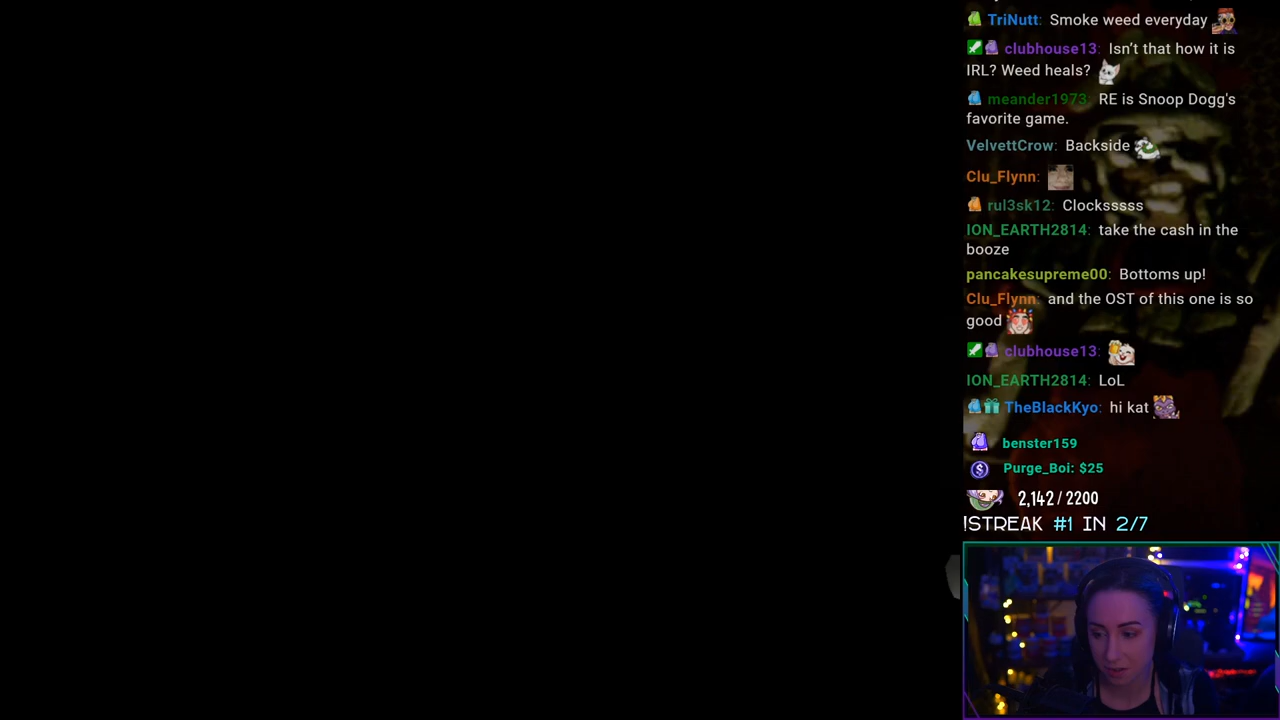 TriNutt: Smoke weed everyday
clubhouse13: Isn't that how it is
IRL? Weed heals?
meander1973: RE is Snoop Dogg's
favorite game.
VelvettCrow: Backside
Clu_Flynn:
rul3sk12: Clocksssss
ION_EARTH2814: take the cash in the
booze
pancakesupreme00: Bottoms up!
Clu_Flynn: and the OST of this one is so
good
clubhouse13:
ION_EARTH2814: LoL
TheBlackKyo: hi kat
benster159
Purge_Boi: $25
2,142 / 2200
!STREAK #1 IN 2/7